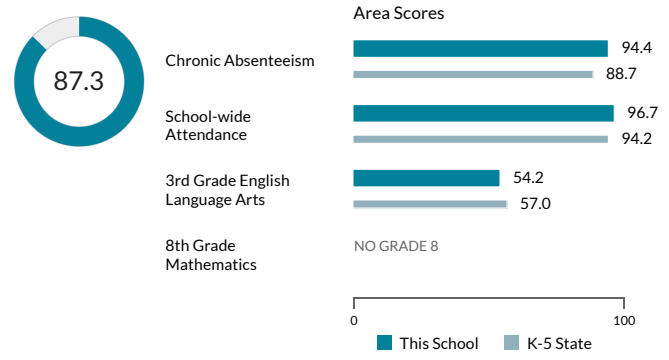 Area Scores
87.3
Chronic Absenteeism
94.4
88.7
School-wide
Attendance
96.7
94.2
3rd Grade English
Language Arts
54.2
57.0
8th Grade
Mathematics
NO GRADE 8
0
100
This School
K-5 State